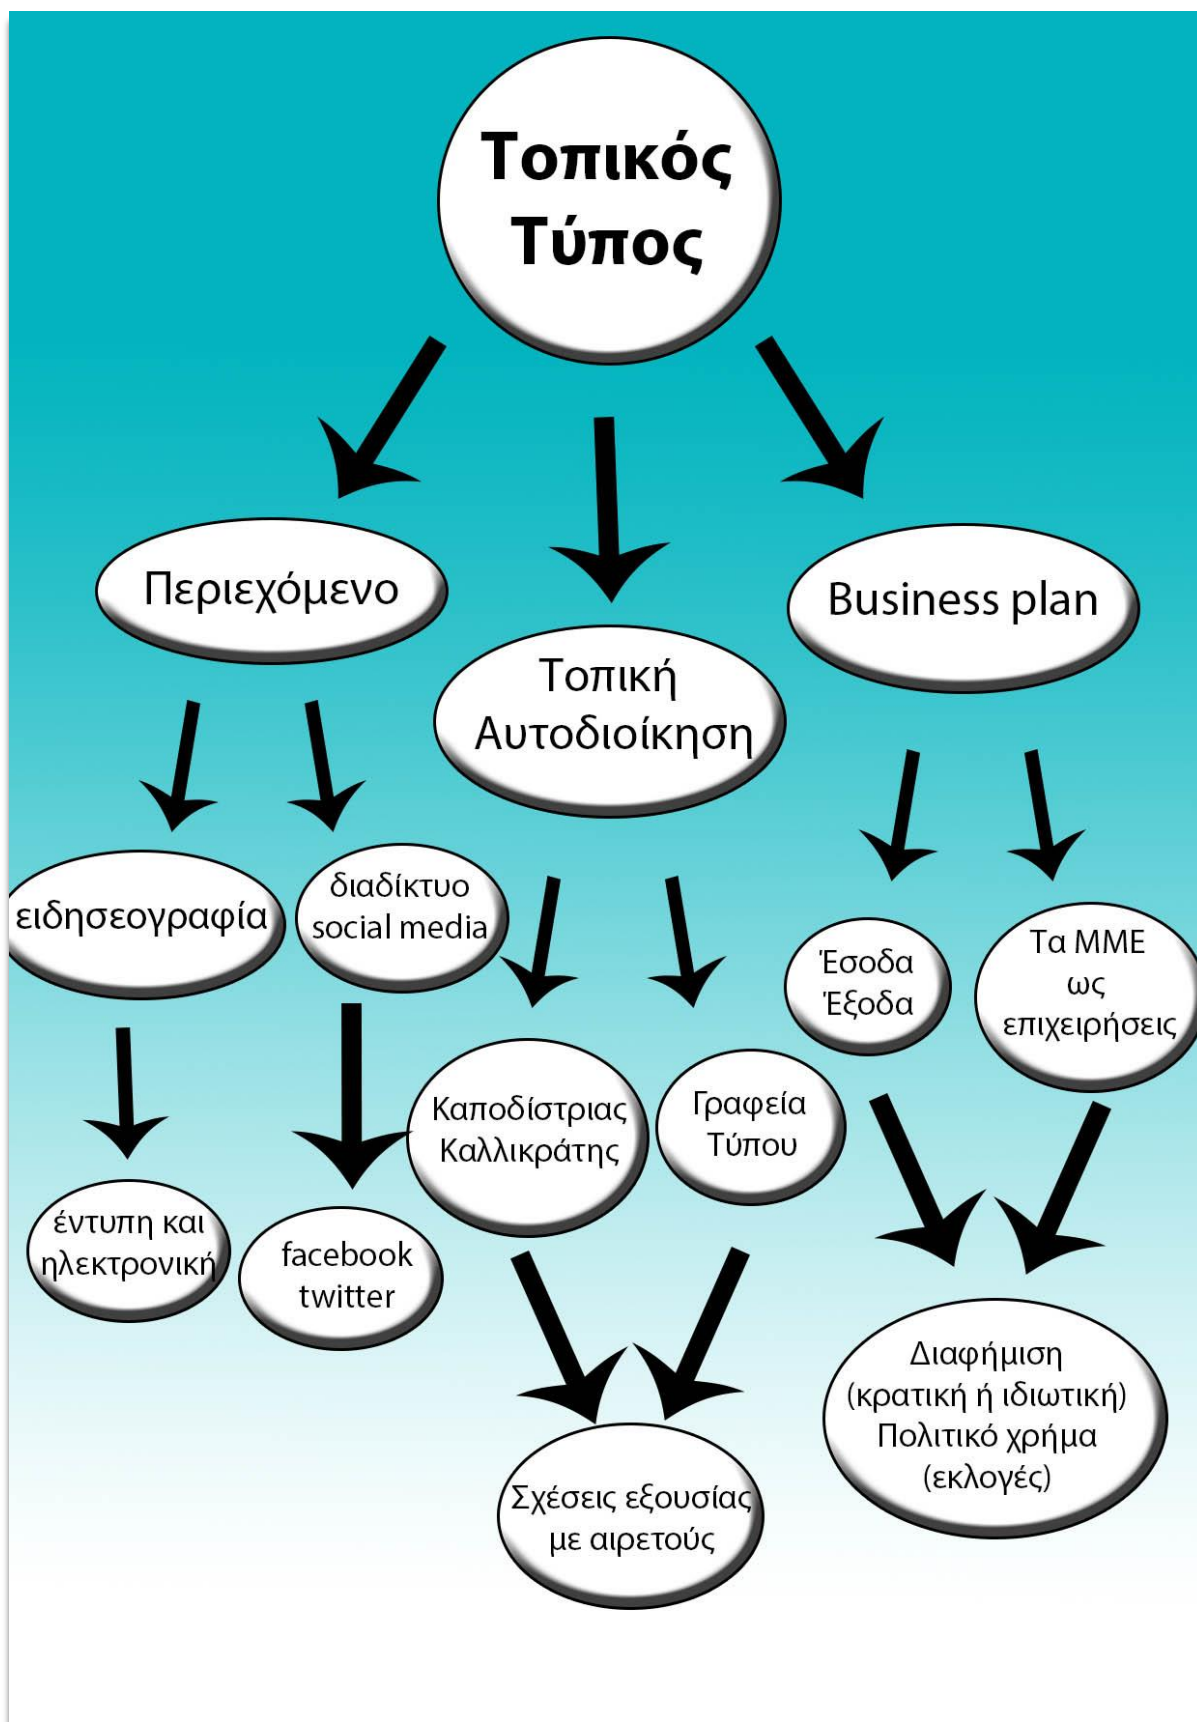 Τοπικός
Τύπος
Περιεχόμενο
Τοπική
Αυτοδιοίκηση
Business plan
ειδησεογραφία
διαδίκτυο
social media
Έσοδα
Έξοδα
Τα ΜΜΕ
ως
επιχειρήσεις
Καποδίστριας
Καλλικράτης
Γραφεία
Τύπου
έντυπη και
ηλεκτρονική
facebook
twitter
Σχέσεις εξουσίας
με αιρετούς
Διαφήμιση
(κρατική ή ιδιωτική)
Πολιτικό χρήμα
(εκλογές)